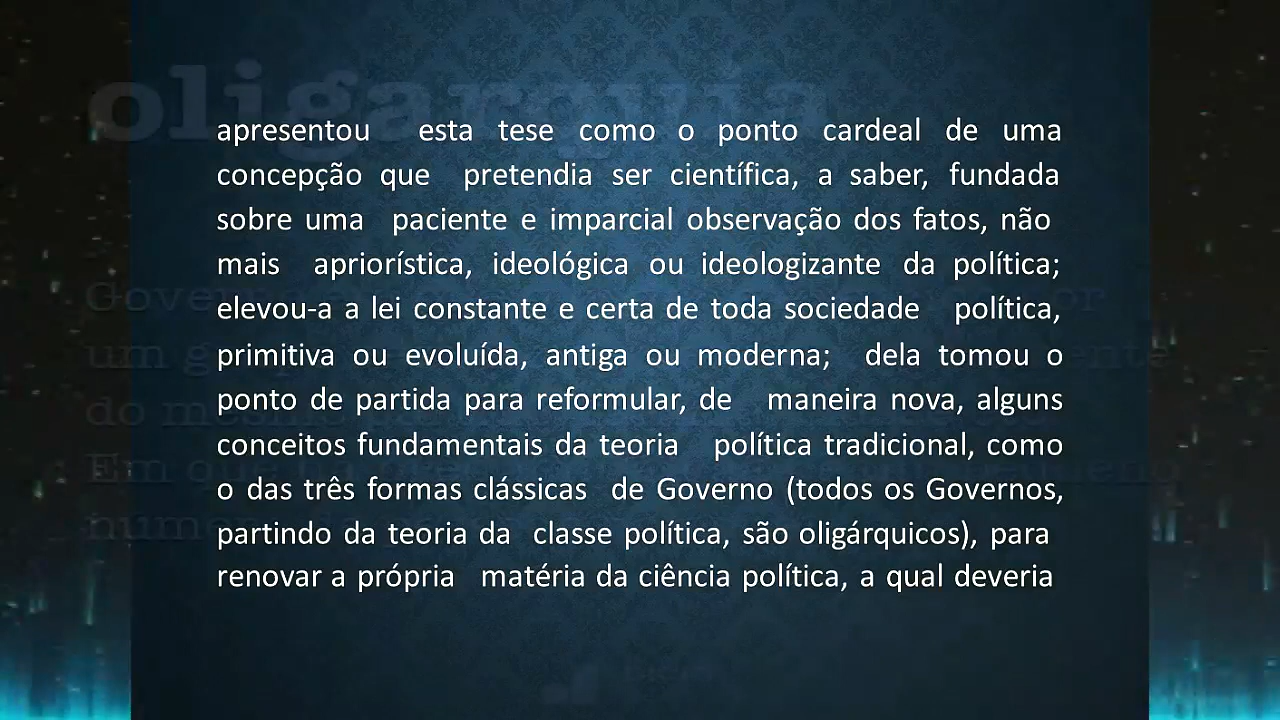 oligarquia
apresentou esta tese como o ponto cardeal de uma
concepção que pretendia ser científica, a saber, fundada
sobre uma paciente e imparcial observação dos fatos, não
mais apriorística, ideológica ou ideologizante da política;
elevou-a a lei constante e certa de toda sociedade política,
primitiva ou evoluída, antiga ou moderna; dela tomou o
ponto de partida para reformular, de maneira nova, alguns
conceitos fundamentais da teoria política tradicional, como
o das três formas clássicas de Governo (todos os Governos,
partindo da teoria da classe política, são oligárquicos), para
renovar a própria matéria da ciência política, a qual deveria